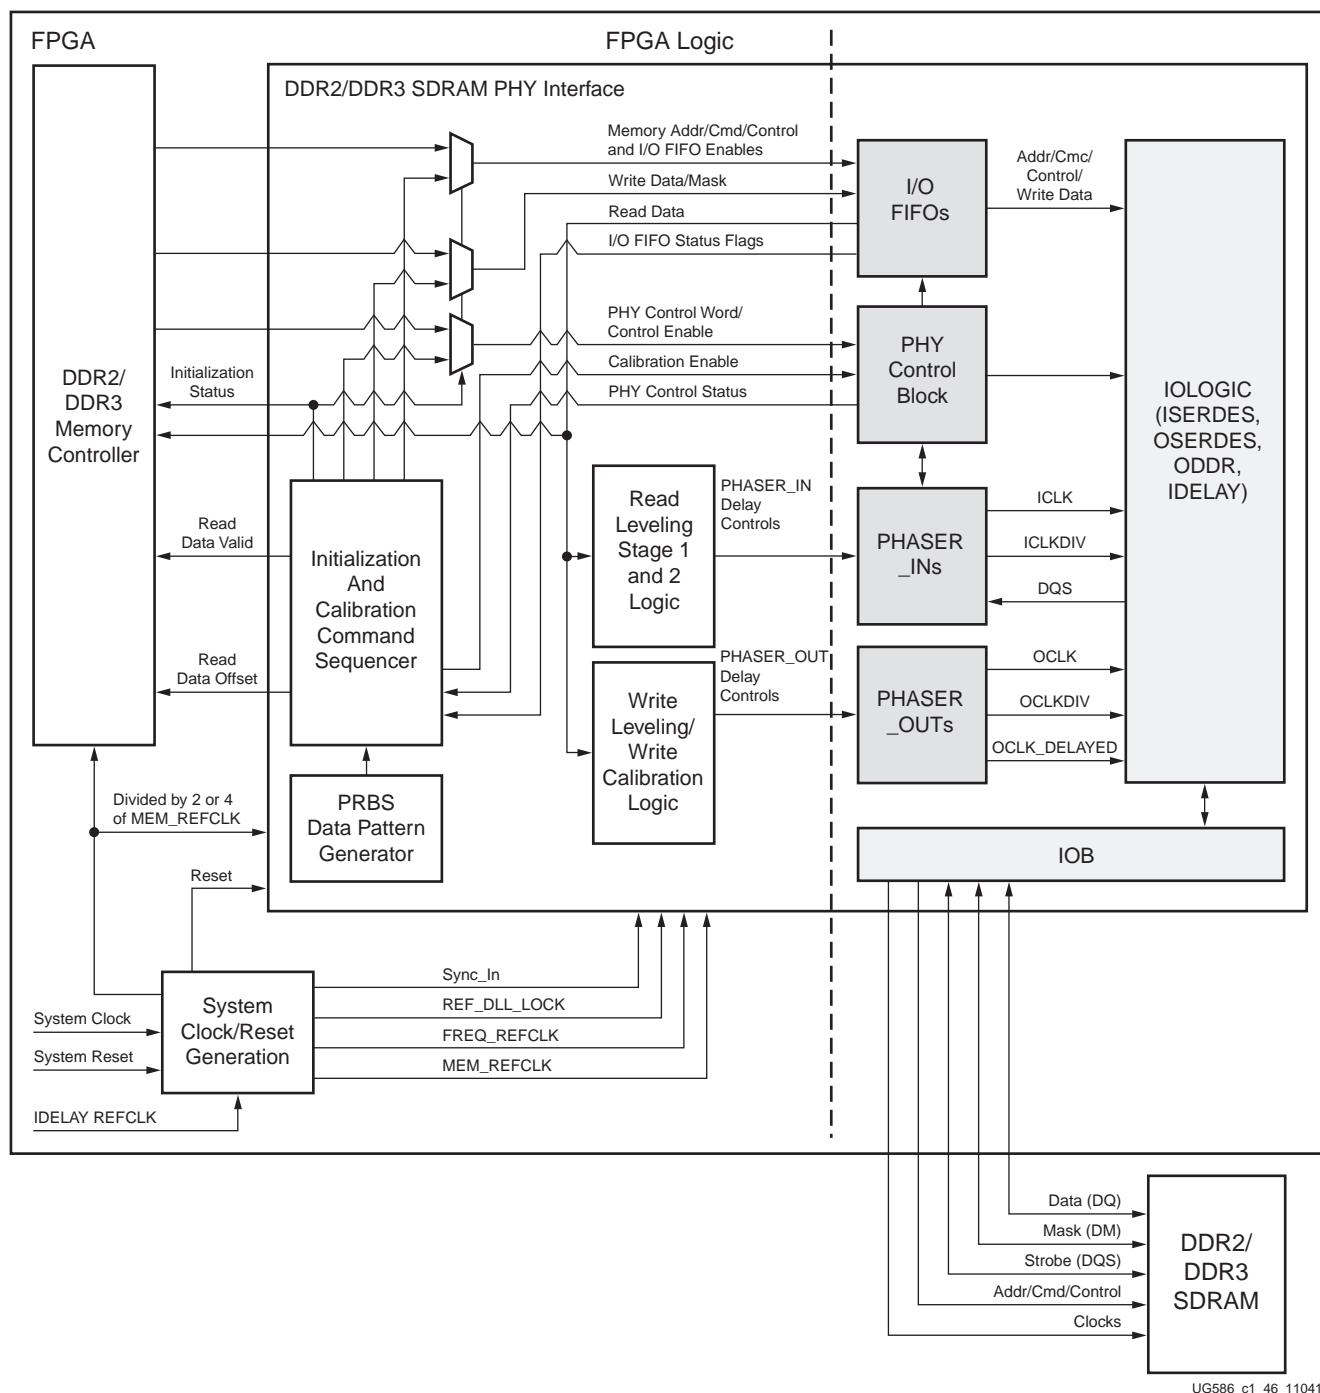 FPGA
FPGA Logic
DDR2/DDR3 SDRAM PHY Interface
Memory Addr/Cmd/Control
and I/O FIFO Enables
Write Data/Mask
Read Data
I/O FIFO Status Flags
I/O
FIFOs
Addr/Cmc/
Control/
Write Data
PHY Control Word/
Control Enable
Calibration Enable
PHY Control Status
PHY
Control
Block
DDR2/
DDR3
Memory
Controller
Initialization
Status
IOLOGIC
(ISERDES,
OSERDES,
ODDR,
IDELAY)
Read
Data Valid
Read
Data Offset
Initialization
And
Calibration
Command
Sequencer
Read
Leveling
Stage 1
and 2
Logic
PHASER_IN
Delay
Controls
PHASER
_INs
ICLK
ICLKDIV
DQS
Write
Leveling/
Write
Calibration
Logic
PHASER_OUT
Delay
Controls
PHASER
_OUTs
OCLK
OCLKDIV
OCLK_DELAYED
PRBS
Data Pattern
Generator
Divided by 2 or 4
of MEM_REFCLK
Reset
IOB
System
Clock/Reset
Generation
System Clock
System Reset
IDELAY REFCLK
Sync_In
REF_DLL_LOCK
FREQ_REFCLK
MEM_REFCLK
Data (DQ)
Mask (DM)
Strobe (DQS)
Addr/Cmd/Control
Clocks
DDR2/
DDR3
SDRAM
UG586_c1_46_11041